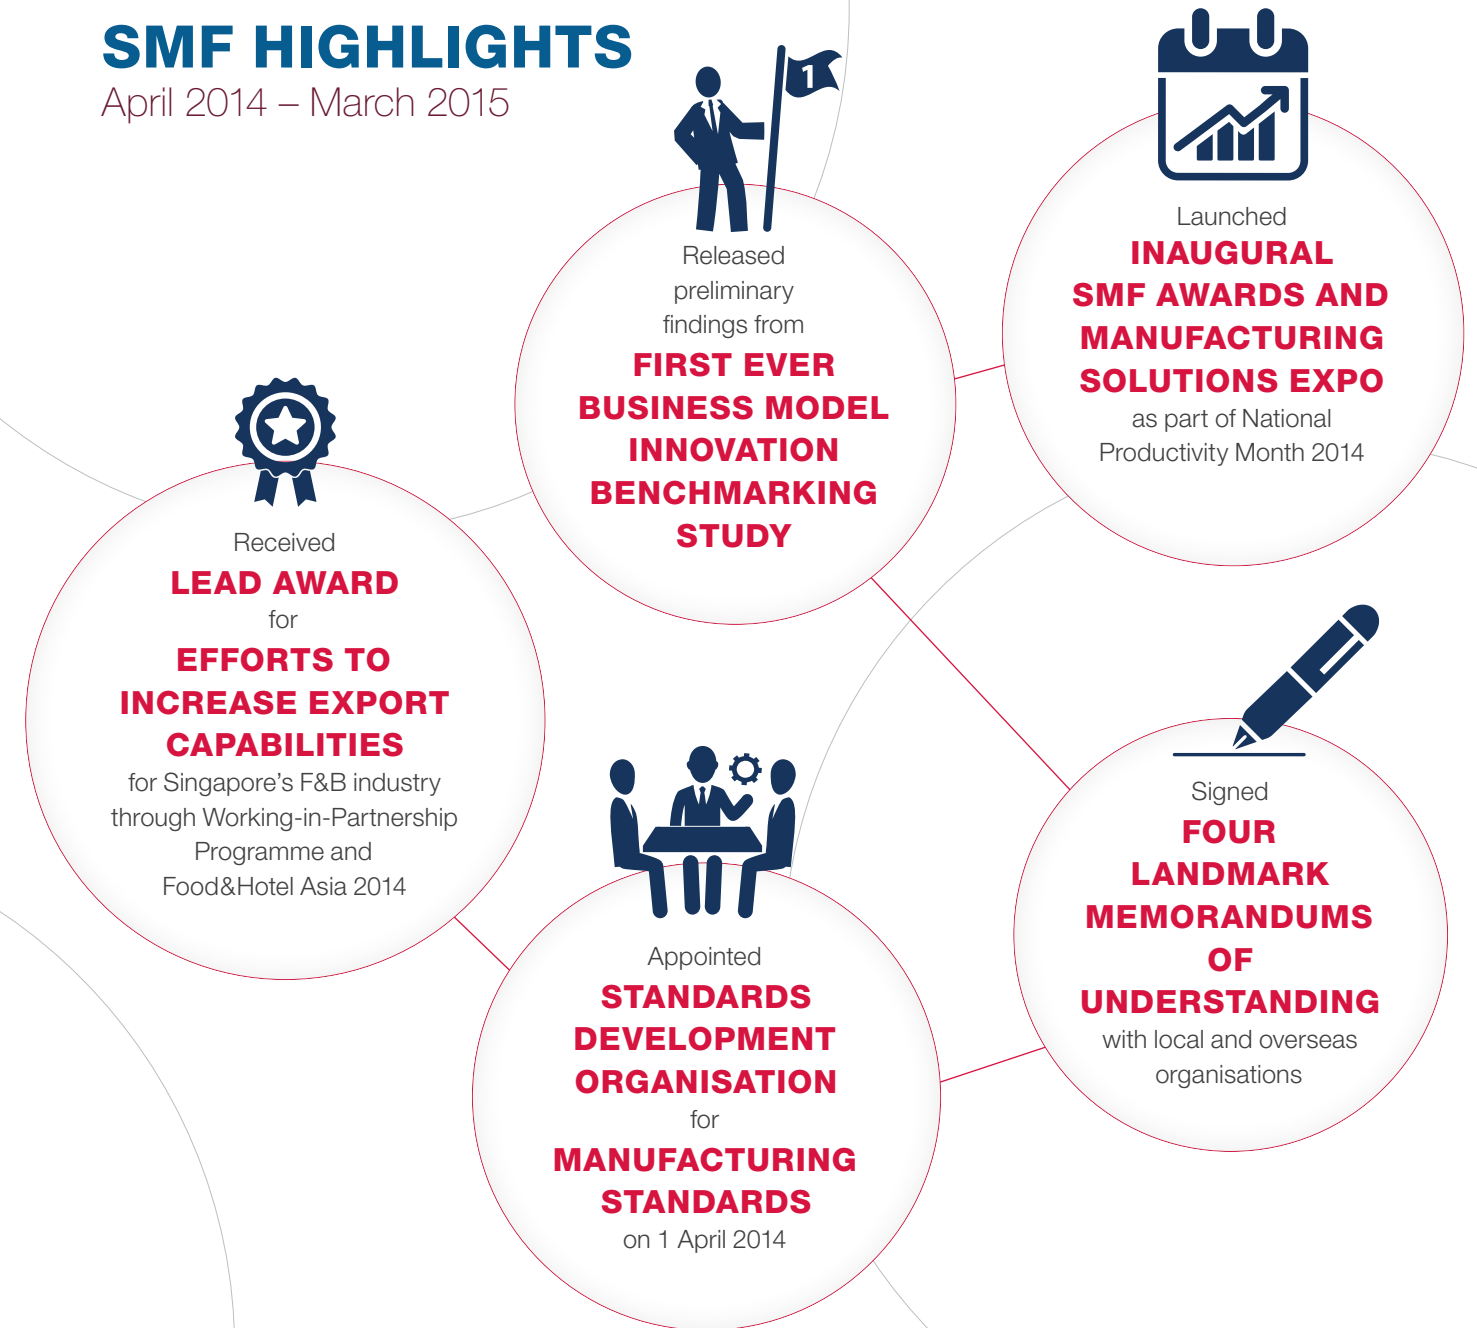 SMF HIGHLIGHTS
April 2014 – March 2015
1
Released
preliminary
findings from
FIRST EVER
BUSINESS MODEL
INNOVATION
BENCHMARKING
STUDY
Launched
INAUGURAL
SMF AWARDS AND
MANUFACTURING
SOLUTIONS EXPO
as part of National
Productivity Month 2014
Received
LEAD AWARD
for
EFFORTS TO
INCREASE EXPORT
CAPABILITIES
for Singapore’s F&B industry
through Working-in-Partnership
Programme and
Food&Hotel Asia 2014
Appointed
STANDARDS
DEVELOPMENT
ORGANISATION
for
MANUFACTURING
STANDARDS
on 1 April 2014
Signed
FOUR
LANDMARK
MEMORANDUMS
OF
UNDERSTANDING
with local and overseas
organisations